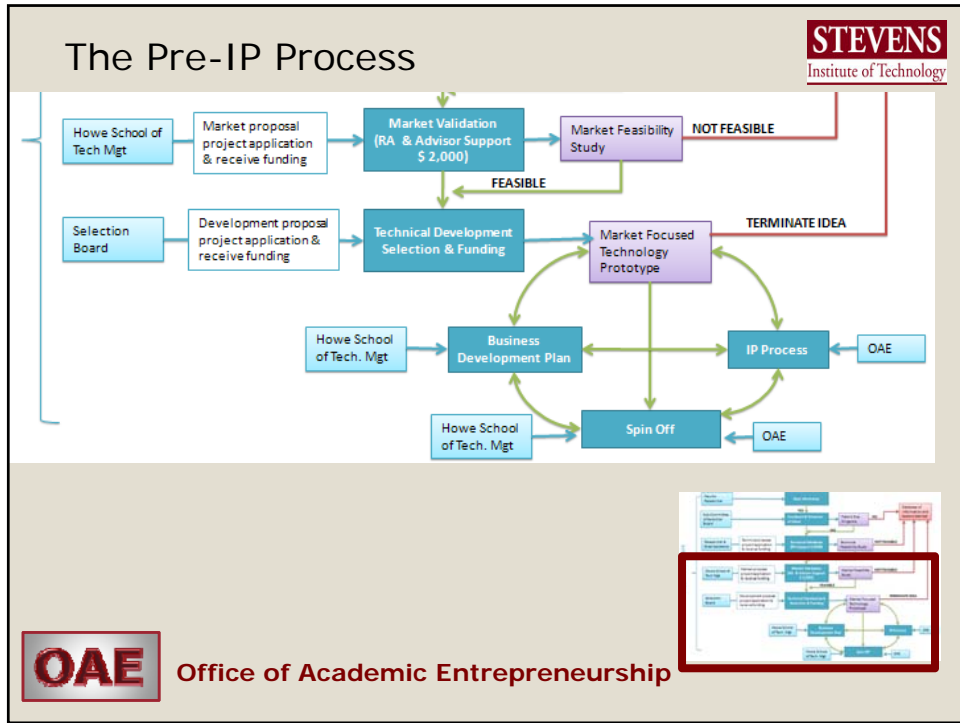 The Pre-IP Process
STEVENS
Institute of Technology
Howe School of
Tech Mgt
Market proposal
project application
& receive funding
Market Validation
(RA & Advisor Support
$ 2,000)
Market Feasibility
Study
NOT FEASIBLE
FEASIBLE
Selection
Board
Development proposal
project application &
receive funding
Technical Development
Selection & Funding
Market Focused
Technology
Prototype
TERMINATE IDEA
Howe School
of Tech. Mgt
Business
Development Plan
IP Process
OAE
Howe School
of Tech. Mgt
Spin Off
OAE
OAE
Office of Academic Entrepreneurship